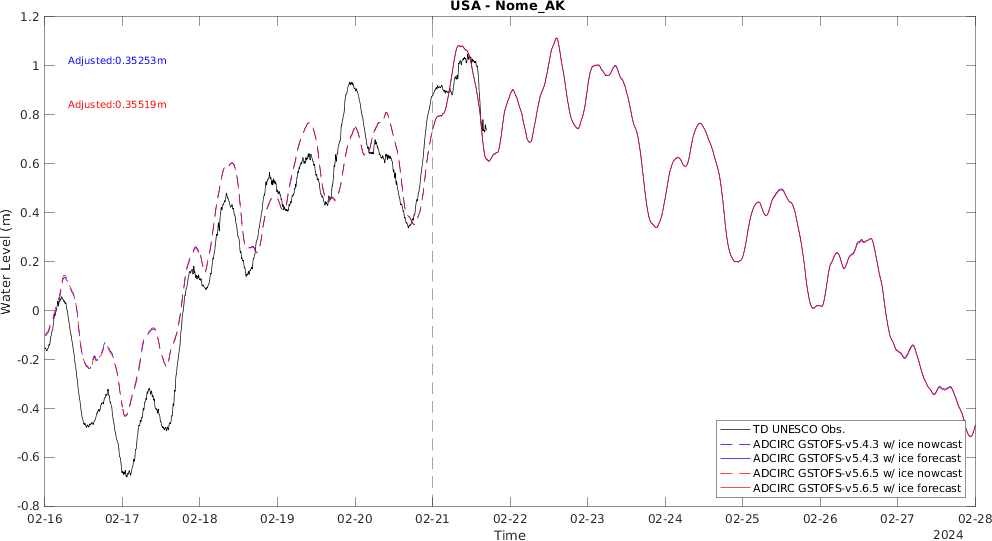 USA - Nome_AK
1.2
1
0.8
0.6
0.4
0.2
0
-0.2
-0.4
-0.6
-0.8
Water Level (m)
Adjusted:0.35253m
Adjusted:0.35519m
TD UNESCO Obs.
ADCIRC GSTOFS-v5.4.3 w/ ice nowcast
ADCIRC GSTOFS-v5.4.3 w/ ice forecast
ADCIRC GSTOFS-v5.6.5 w/ ice nowcast
ADCIRC GSTOFS-v5.6.5 w/ ice forecast
02-16 02-17 02-18 02-19 02-20 02-21 02-22 02-23 02-24 02-25 02-26 02-27 02-28
Time
2024